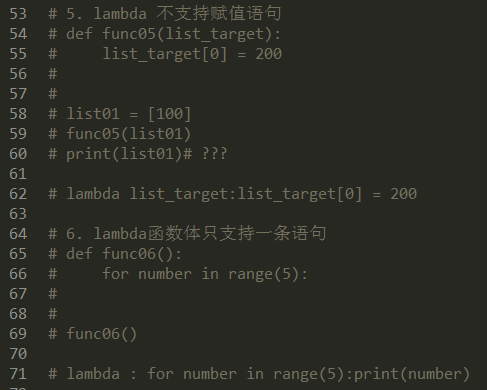 53 # 5. lambda 不支持赋值语句
54 # def func05(list_target):
55 #     list_target[0] = 200
56 #
57 #
58 # list01 = [100]
59 # func05(list01)
60 # print(list01)# ???
61
62 # lambda list_target:list_target[0] = 200
63
64 # 6. lambda函数体只支持一条语句
65 # def func06():
66 #     for number in range(5):
67 #
68 #
69 # func06()
70
71 # lambda : for number in range(5):print(number)